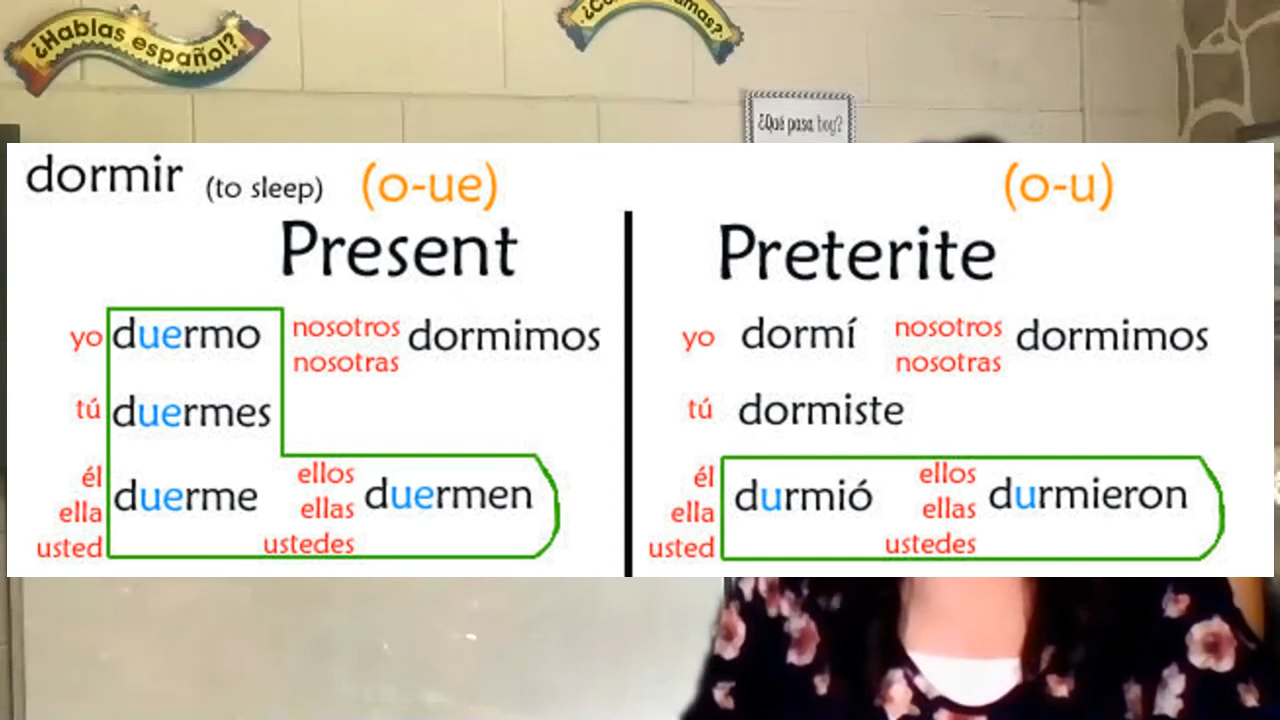 ¿Hablas español?
¿Qué pasa hoy?
dormir (to sleep) (o-ue)
Present
yo duermo nosotros nosotras dormimos
tú duermes
él ella usted duerme ellos ellas ustedes duermen
(o-u)
Preterite
yo dormí nosotros nosotras dormimos
tú dormiste
él ella usted durmió ellos ellas ustedes durmieron